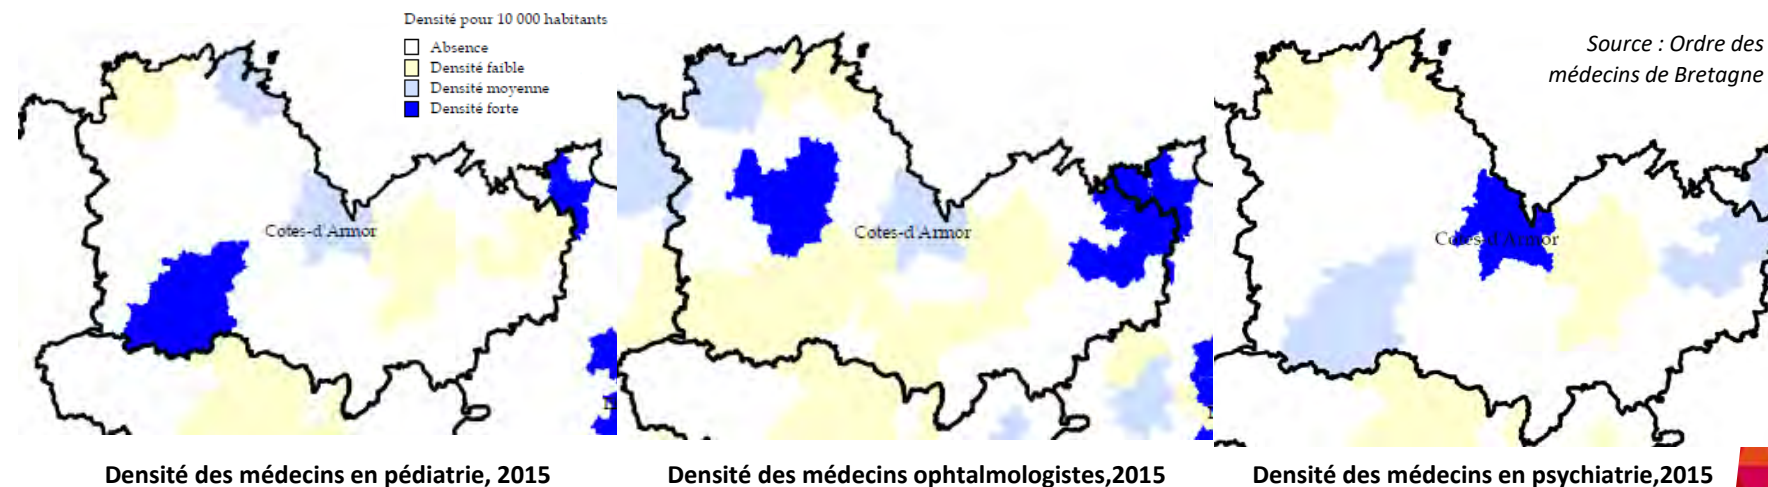 Densité pour 10 000 habitants
Absence
Densité faible
Densité moyenne
Densité forte
Source : Ordre des
médecins de Bretagne
Cotes-d'Armor
Cotes-d'Armor
Cotes-d'Armor
Densité des médecins en pédiatrie, 2015
Densité des médecins ophtalmologistes,2015
Densité des médecins en psychiatrie,2015